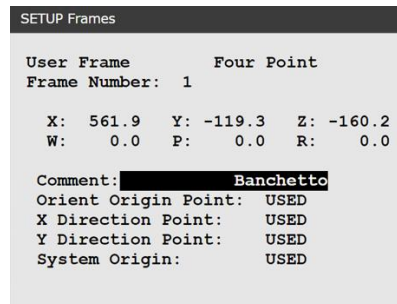 SETUP Frames
User Frame Four Point
Frame Number: 1
X: 561.9 Y: -119.3 Z: -160.2
W: 0.0 P: 0.0 R: 0.0
Comment: Banchetto
Orient Origin Point: USED
X Direction Point: USED
Y Direction Point: USED
System Origin: USED